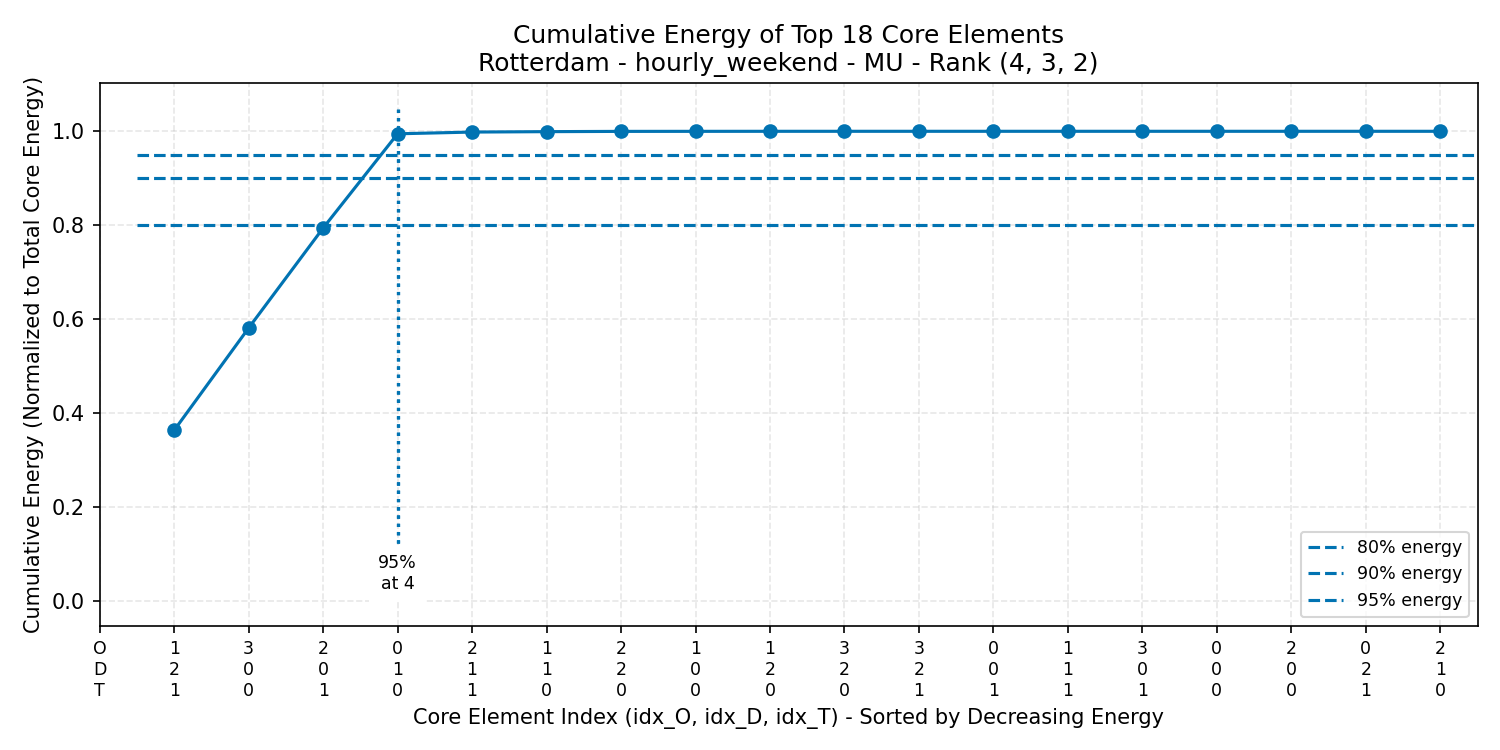 Cumulative Energy of Top 18 Core Elements
Rotterdam - hourly_weekend - MU - Rank (4, 3, 2)
Cumulative Energy (Normalized to Total Core Energy)
1.0
0.8
0.6
0.4
0.2
0.0
95%
at 4
80% energy
90% energy
95% energy
O 1 3 2 0 2 1 2 1 1 3 3 0 1 3 0 2 0 2
D 2 0 0 1 1 1 2 0 2 2 2 0 1 0 0 0 2 1
T 1 0 1 0 1 0 0 0 0 0 1 1 1 1 0 0 1 0
Core Element Index (idx_O, idx_D, idx_T) - Sorted by Decreasing Energy